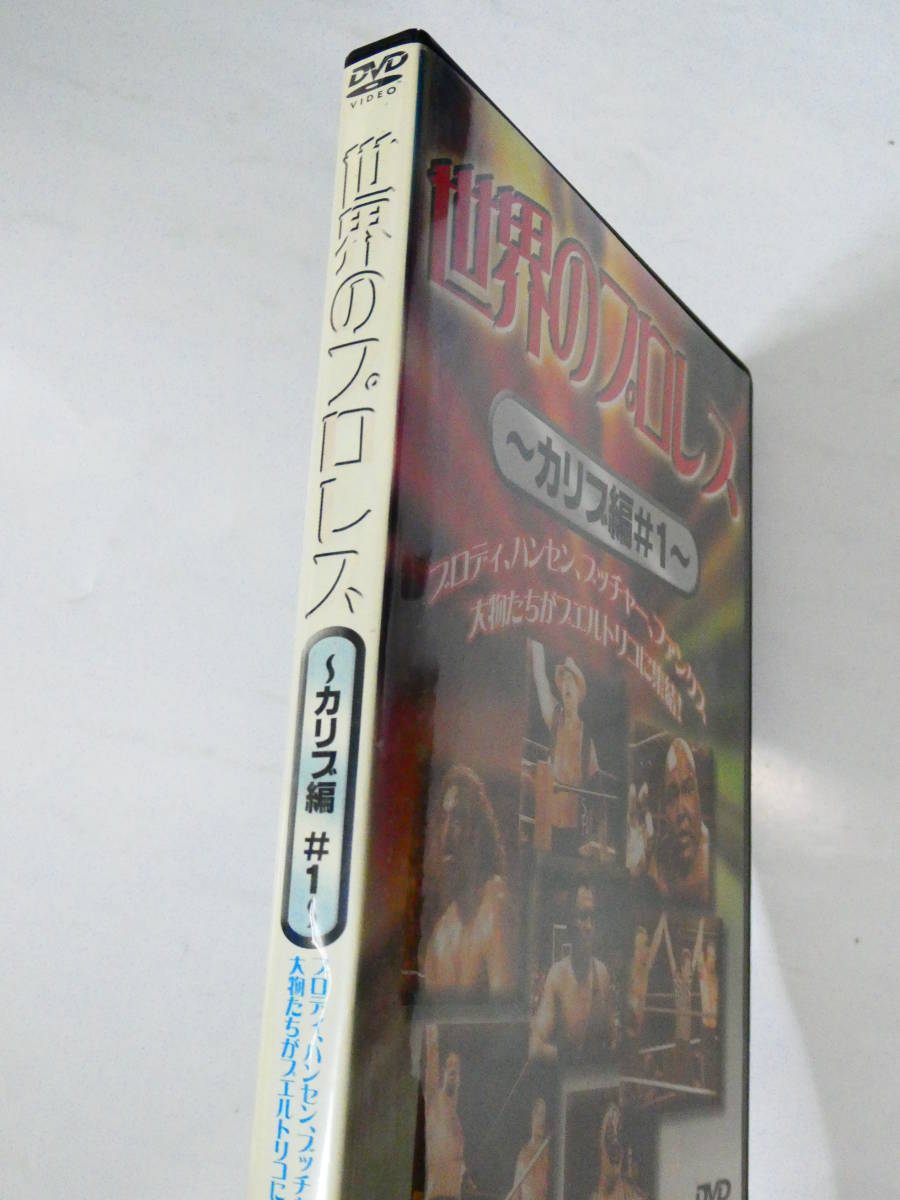 DVD
VIDEO
世界のプロレス
～カリブ編 #1～
ブロディ、ハンセン、ブッチャ
大物たちがプエルトリコに
世界のプロレス
～カリブ編#1～
ブロディ、ハンセン、ブッチャー、ファンクス
大物たちがプエルトリコに集結!
DVD